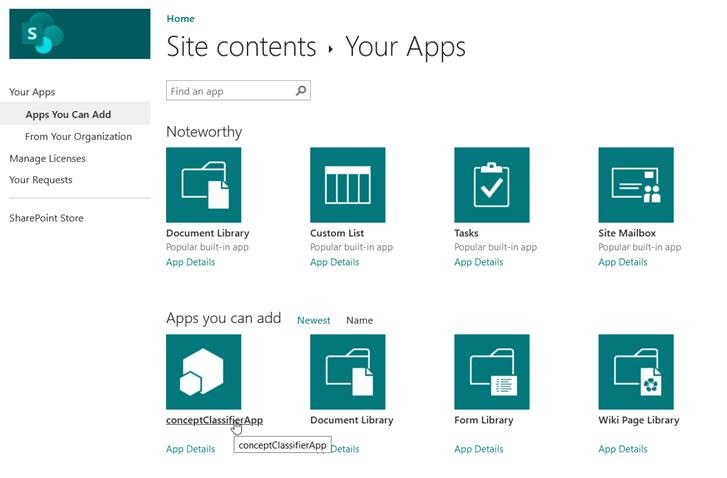 S
Home
Site contents ▸ Your Apps
Your Apps
Apps You Can Add
From Your Organization
Manage Licenses
Your Requests
SharePoint Store
Find an app
Noteworthy
Document Library
Popular built-in app
App Details
Custom List
Popular built-in app
App Details
Tasks
Popular built-in app
App Details
Site Mailbox
Popular built-in app
App Details
Apps you can add Newest Name
conceptClassifierApp
App Details
conceptClassifierApp
Document Library
Details
Form Library
App Details
Wiki Page Library
App Details